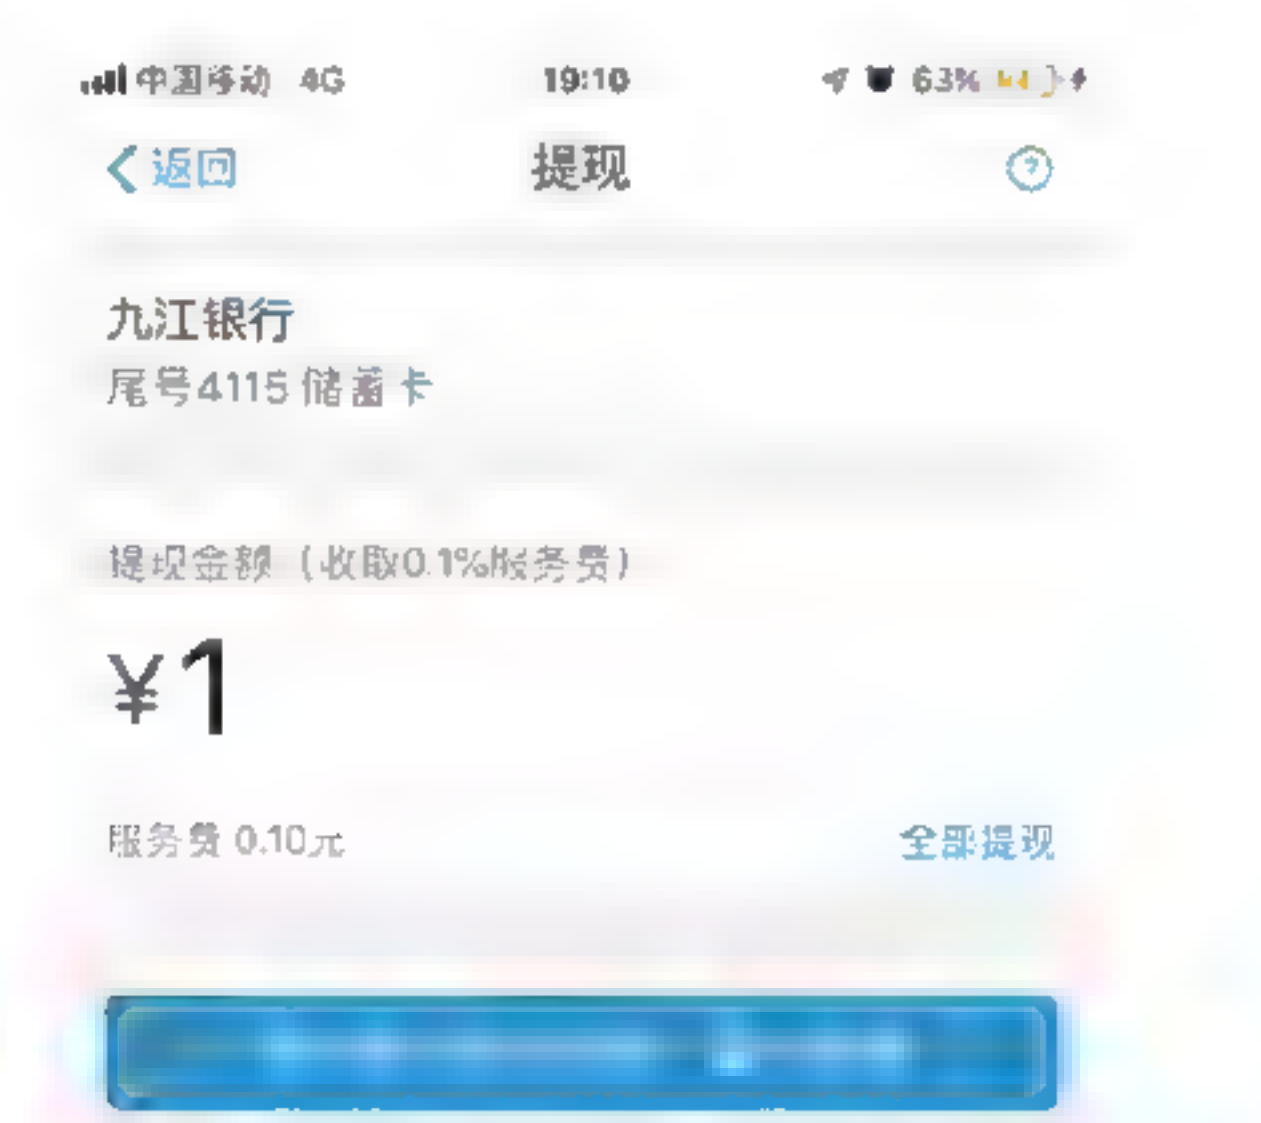 中国移动 4G 19:10 63%
返回 提现 ?
九江银行
尾号4115 储蓄卡
提现金额（收取0.1%服务费）
¥1
服务费 0.10元 全部提现